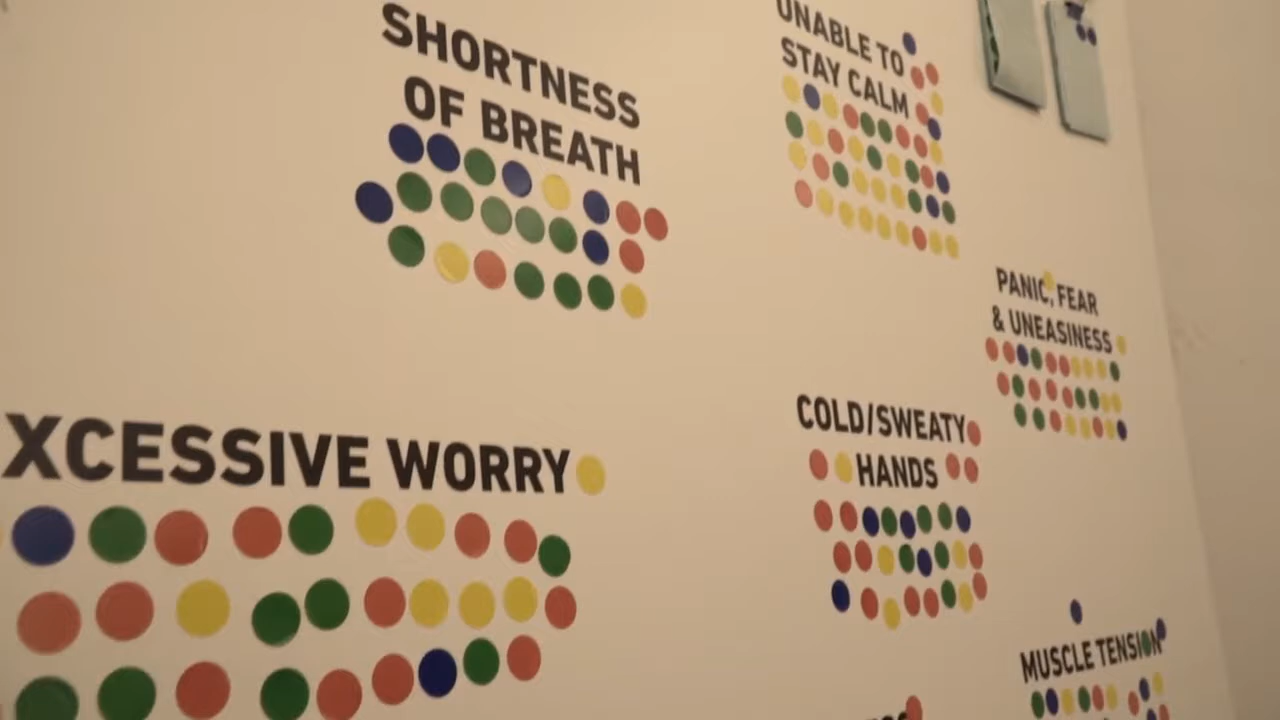 SHORTNESS
OF BREATH
UNABLE TO
STAY CALM
PANIC, FEAR
& UNEASINESS
XCESSIVE WORRY
COLD/SWEATY
HANDS
MUSCLE TENSION